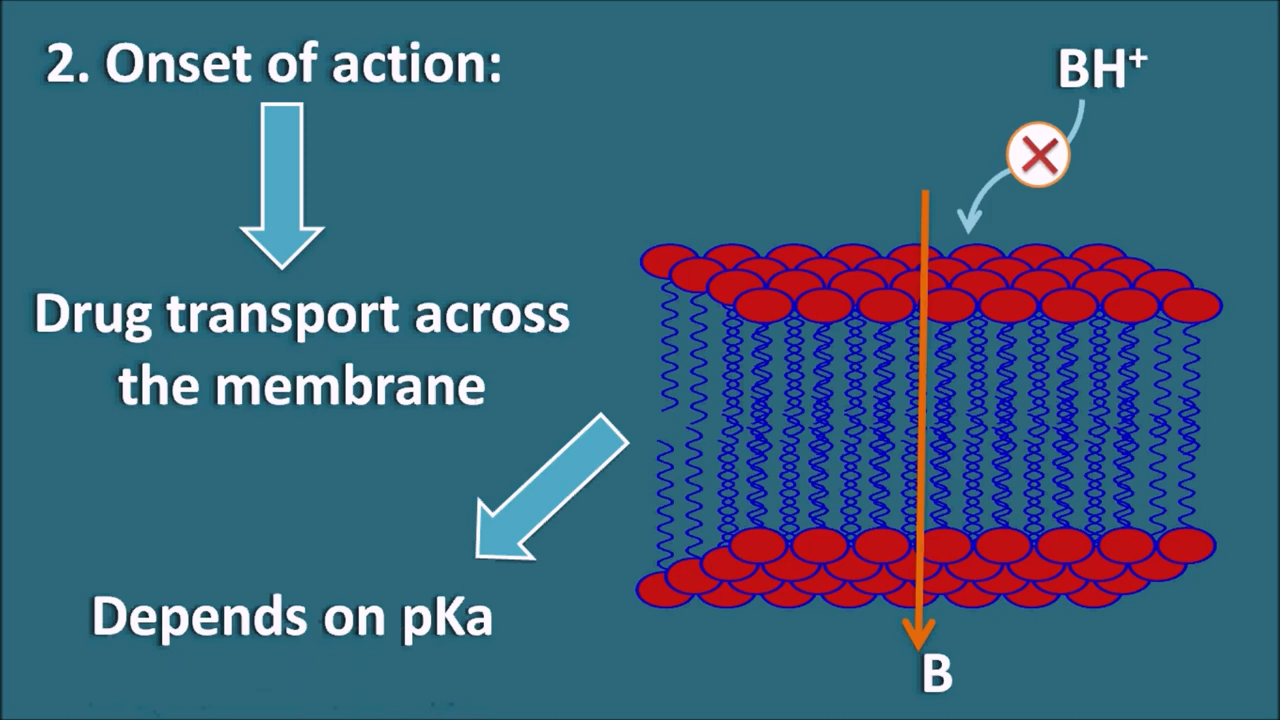 2. Onset of action:
BH⁺
Drug transport across
the membrane
Depends on pKa
B